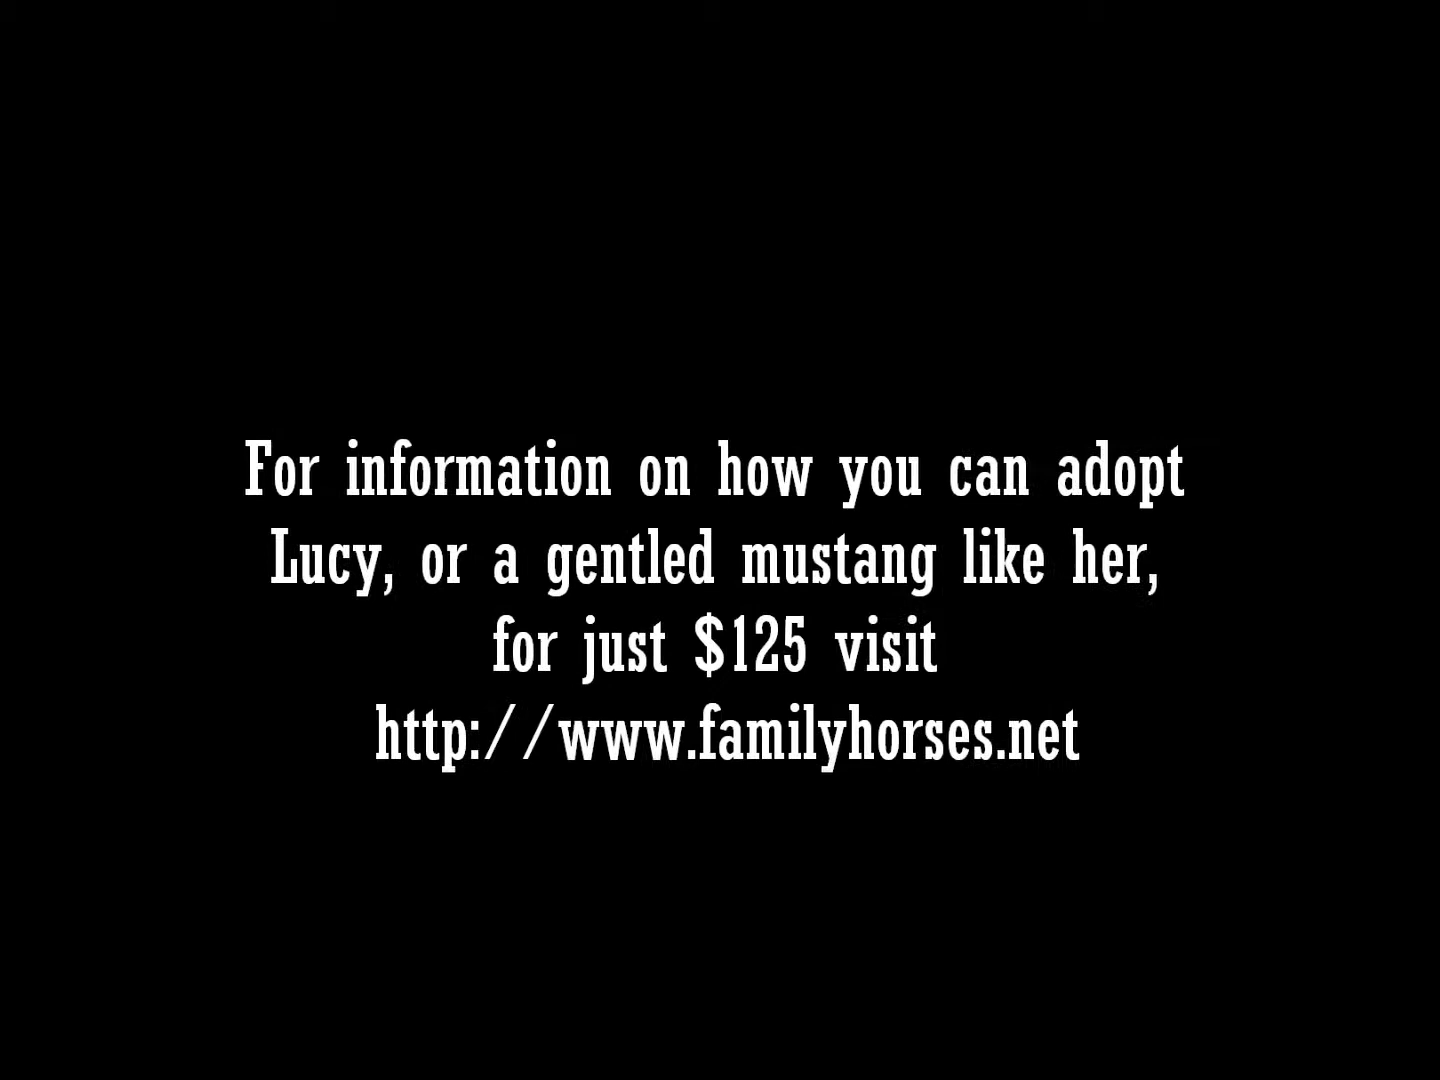 For information on how you can adopt
Lucy, or a gentled mustang like her,
for just $125 visit
http://www.familyhorses.net